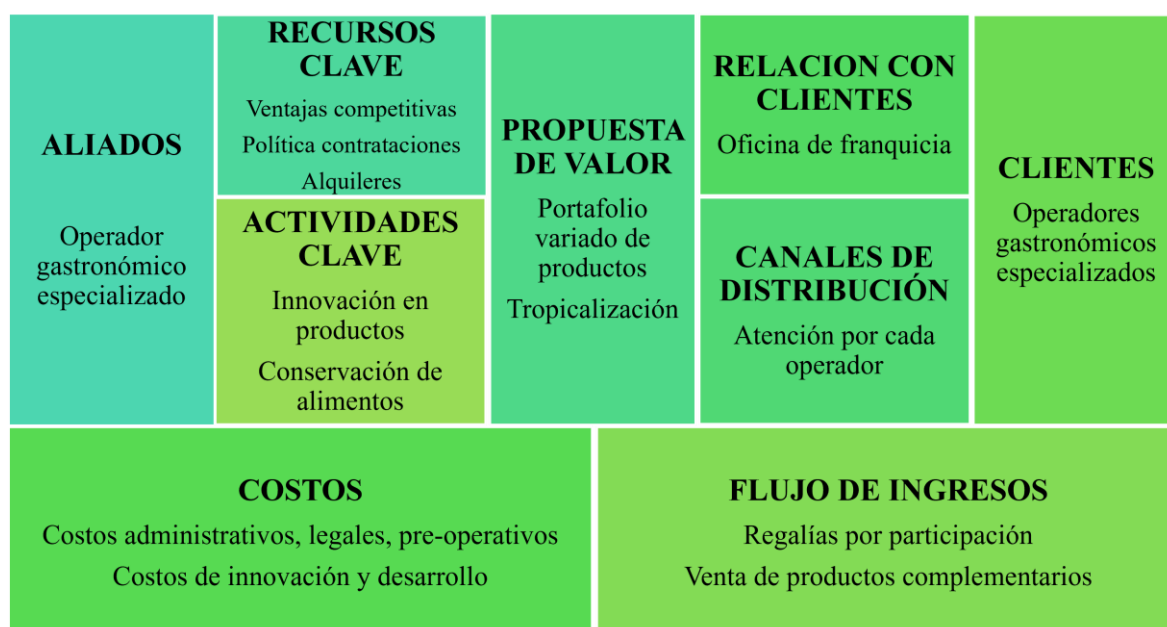 ALIADOS
Operador
gastronómico
especializado
RECURSOS
CLAVE
Ventajas competitivas
Política contrataciones
Alquileres
ACTIVIDADES
CLAVE
Innovación en
productos
Conservación de
alimentos
PROPUESTA
DE VALOR
Portafolio
variado de
productos
Tropicalización
RELACION CON
CLIENTES
Oficina de franquicia
CANALES DE
DISTRIBUCIÓN
Atención por cada
operador
CLIENTES
Operadores
gastronómicos
especializados
COSTOS
Costos administrativos, legales, pre-operativos
Costos de innovación y desarrollo
FLUJO DE INGRESOS
Regalías por participación
Venta de productos complementarios